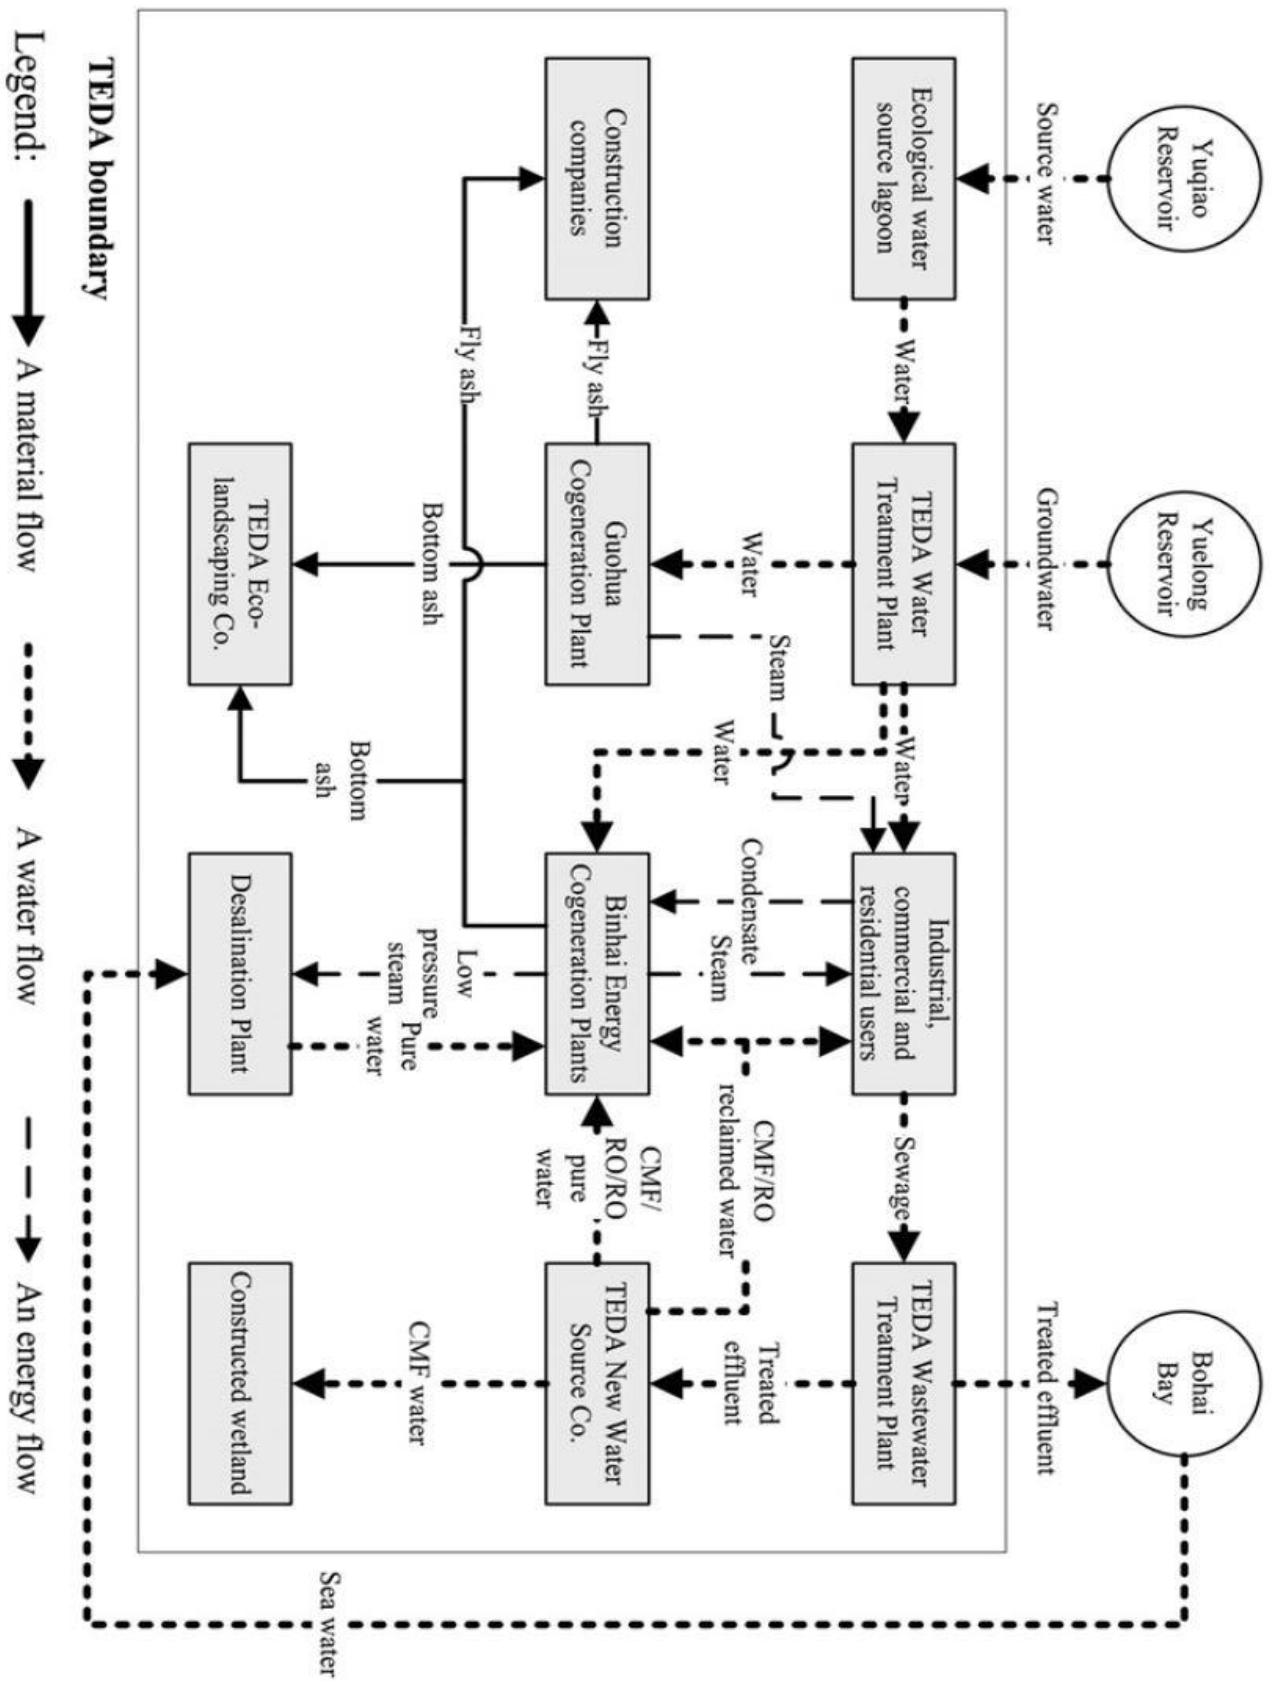 Yuqiao
Reservoir
Yuelong
Reservoir
Bohai
Bay
Source water
Groundwater
Treated effluent
Ecological water
source lagoon
Water
TEDA Water
Treatment Plant
Water
Industrial,
commercial and
residential users
Sewage
TEDA Wastewater
Treatment Plant
Water
Steam
Water
Condensate
Steam
CMF/RO
reclaimed water
Treated
effluent
Construction
companies
Fly ash
Guohua
Cogeneration Plant
Binhai Energy
Cogeneration Plants
CMF/
RO/RO
pure
water
TEDA New Water
Source Co.
Fly ash
Bottom ash
Bottom
ash
Low
pressure
steam
Pure
water
CMF water
Sea water
TEDA Eco-
landscaping Co.
Desalination Plant
Constructed wetland
TEDA boundary
Legend:
A material flow
A water flow
An energy flow